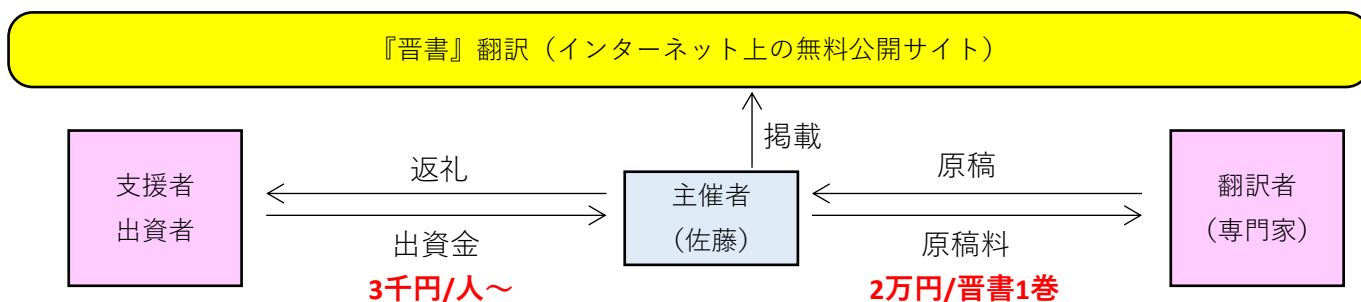 『晋書』翻訳（インターネット上の無料公開サイト）
掲載
支援者
出資者
返礼
出資金
3千円/人～
主催者
（佐藤）
原稿
原稿料
2万円/晋書1巻
翻訳者
（専門家）